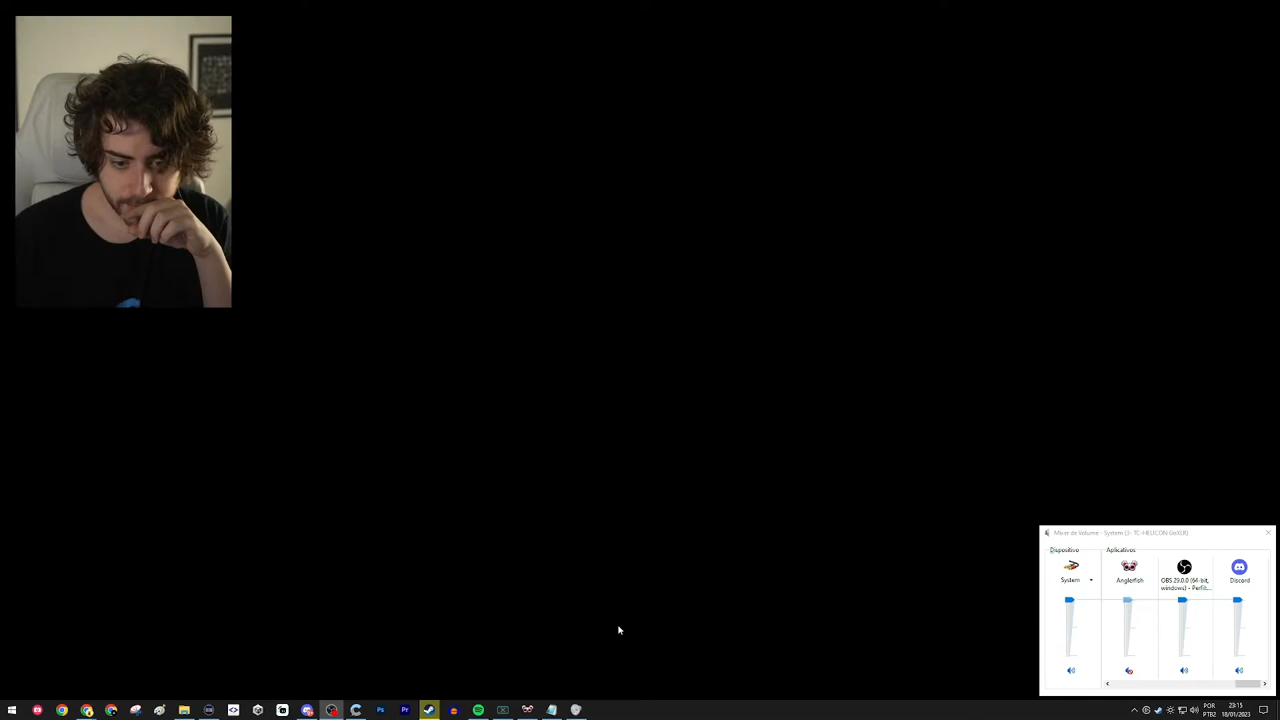 Mixer de Volume - System (3- TC-HELICON GoXLR)
Dispositivo
Aplicativos
System
Anglerfish
OBS 29.0.0 (64-bit,
windows) - Perfil:...
Discord
POR
PTB2
23:15
18/01/2023